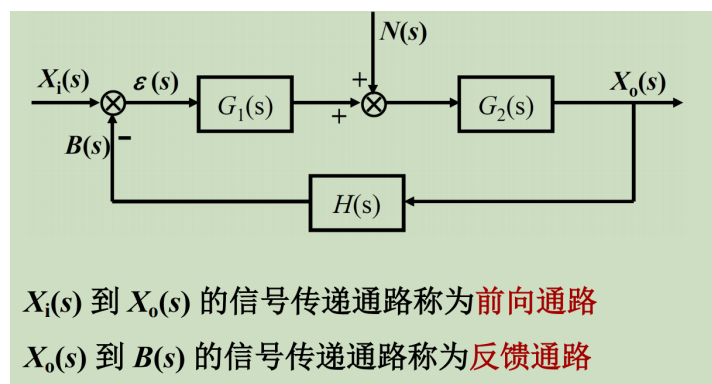 N(s)
Xi(s)
ε(s)
+
G1(s)
+
G2(s)
Xo(s)
B(s)
−
H(s)
Xi(s) 到 Xo(s) 的信号传递通路称为前向通路
Xo(s) 到 B(s) 的信号传递通路称为反馈通路